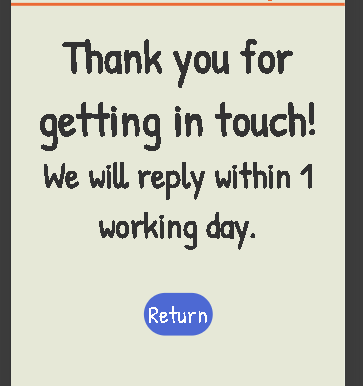 Thank you for
getting in touch!
We will reply within 1
working day.
Return